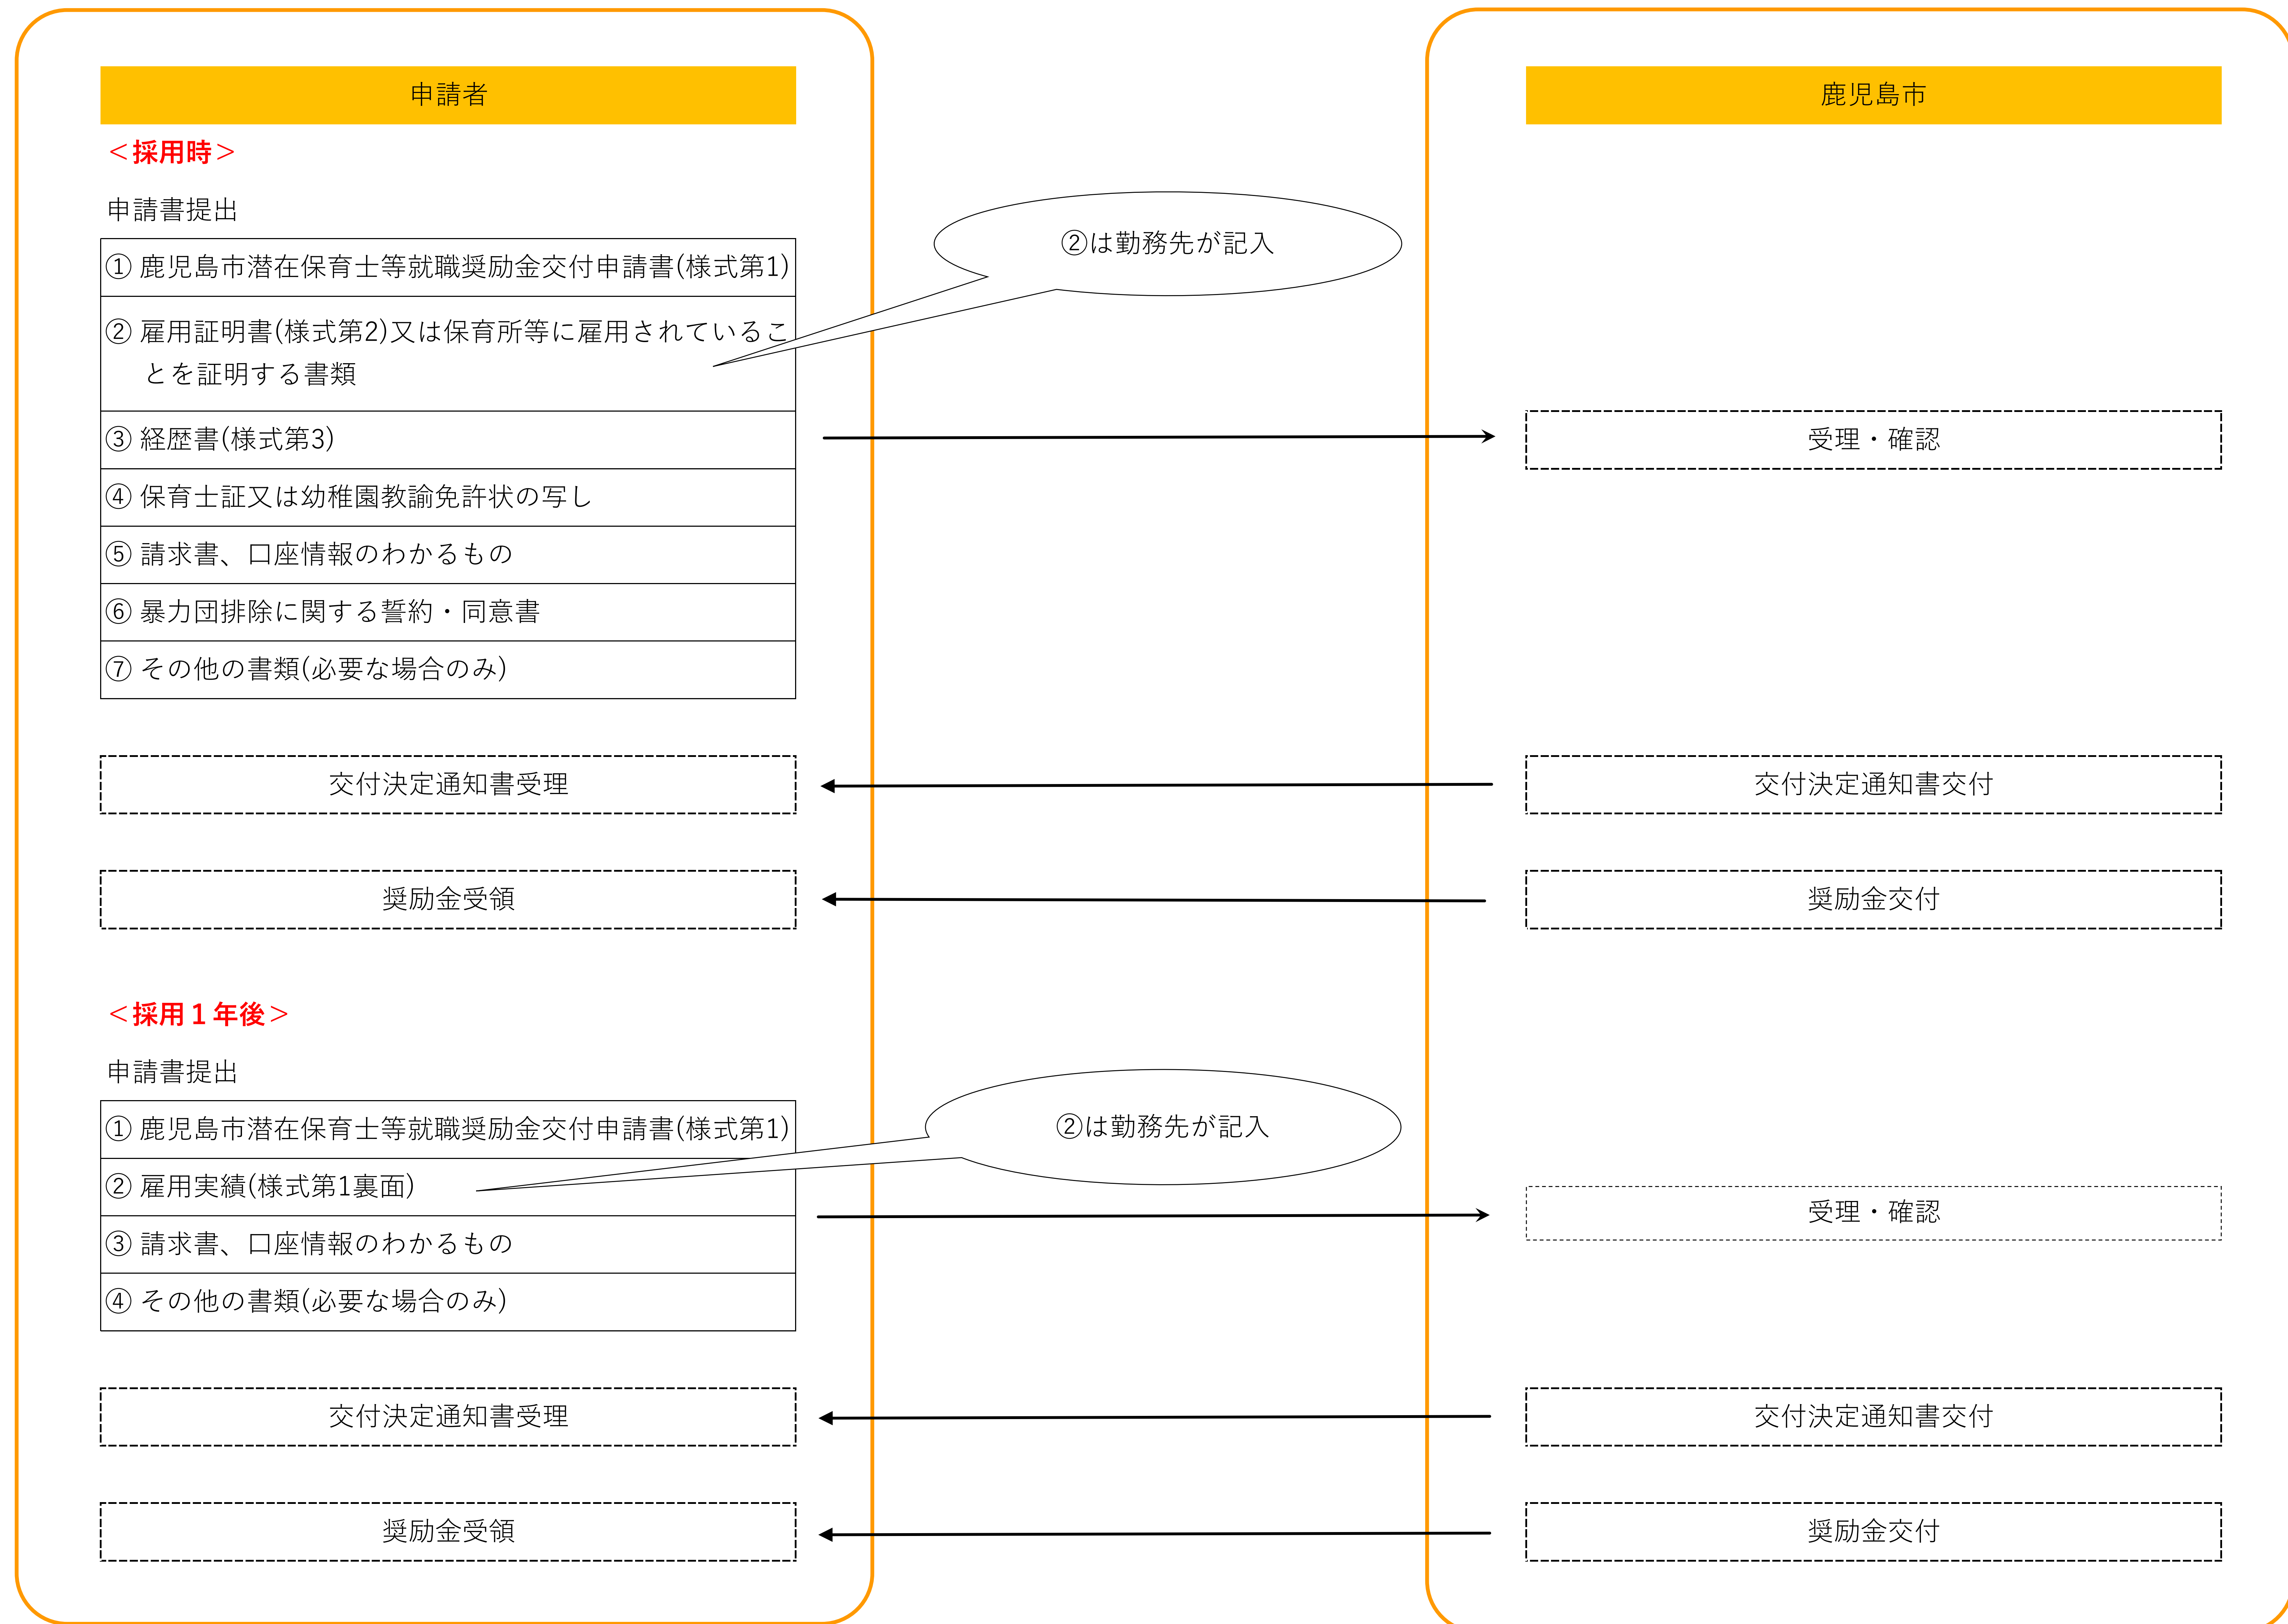 申請者
鹿児島市
＜採用時＞
申請書提出
②は勤務先が記入
① 鹿児島市潜在保育士等就職奨励金交付申請書(様式第1)
② 雇用証明書(様式第2)又は保育所等に雇用されているこ
とを証明する書類
③ 経歴書(様式第3)
受理・確認
④ 保育士証又は幼稚園教諭免許状の写し
⑤ 請求書、口座情報のわかるもの
⑥ 暴力団排除に関する誓約・同意書
⑦ その他の書類(必要な場合のみ)
交付決定通知書受理
交付決定通知書交付
奨励金受領
奨励金交付
＜採用１年後＞
申請書提出
①  鹿児島市潜在保育士等就職奨励金交付申請書(様式第1)
②は勤務先が記入
② 雇用実績(様式第1裏面)
受理・確認
③ 請求書、口座情報のわかるもの
④ その他の書類(必要な場合のみ)
交付決定通知書受理
交付決定通知書交付
奨励金受領
奨励金交付